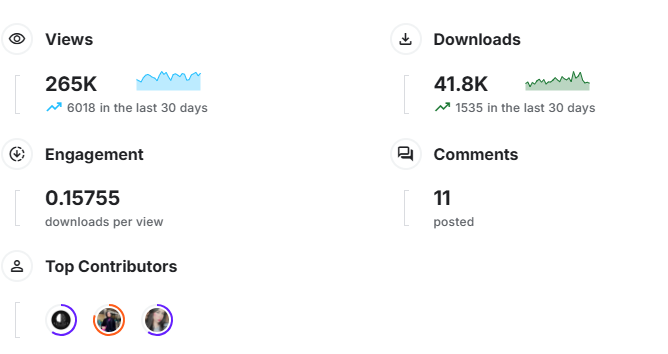 Views
265K
6018 in the last 30 days
Downloads
41.8K
1535 in the last 30 days
Engagement
0.15755
downloads per view
Comments
11
posted
Top Contributors